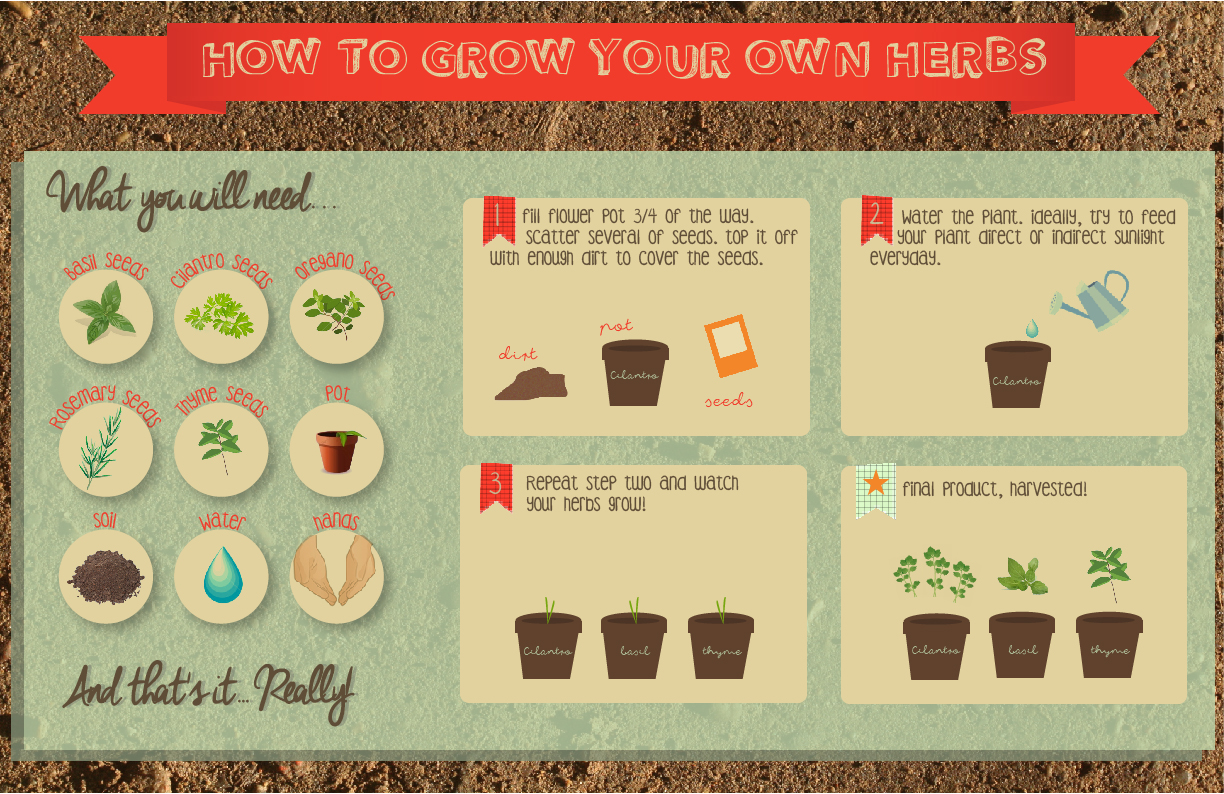 HOW TO GROW YOUR OWN HERBS
What you will need...
Basil seeds
Cilantro seeds
Oregano seeds
Rosemary seeds
Thyme seeds
Pot
Soil
Water
Hands
And that's it... Really!
1 fill flower pot 3/4 of the way.
scatter several of seeds. top it off
with enough dirt to cover the seeds.
dirt
pot
Cilantro
seeds
2 Water the plant. ideally, try to feed
your plant direct or indirect sunlight
everyday.
Cilantro
3 Repeat step two and watch
your herbs grow!
Cilantro
basil
thyme
final product, harvested!
Cilantro
basil
thyme